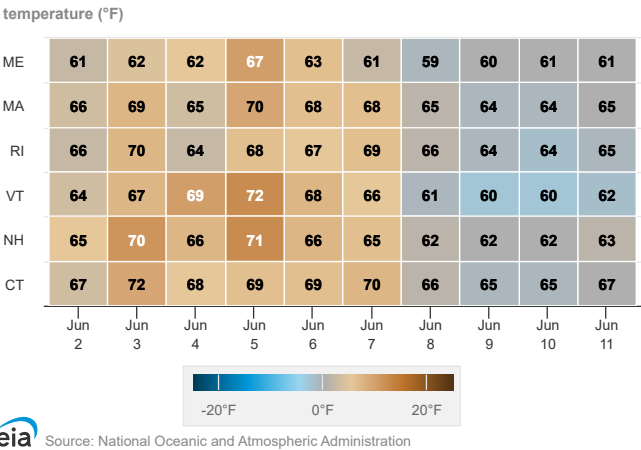 temperature (°F)
ME 61 62 62 67 63 61 59 60 61 61
MA 66 69 65 70 68 68 65 64 64 65
RI 66 70 64 68 67 69 66 64 64 65
VT 64 67 69 72 68 66 61 60 60 62
NH 65 70 66 71 66 65 62 62 62 63
CT 67 72 68 69 69 70 66 65 65 67
Jun Jun Jun Jun Jun Jun Jun Jun Jun Jun
2 3 4 5 6 7 8 9 10 11
-20°F 0°F 20°F
eia Source: National Oceanic and Atmospheric Administration